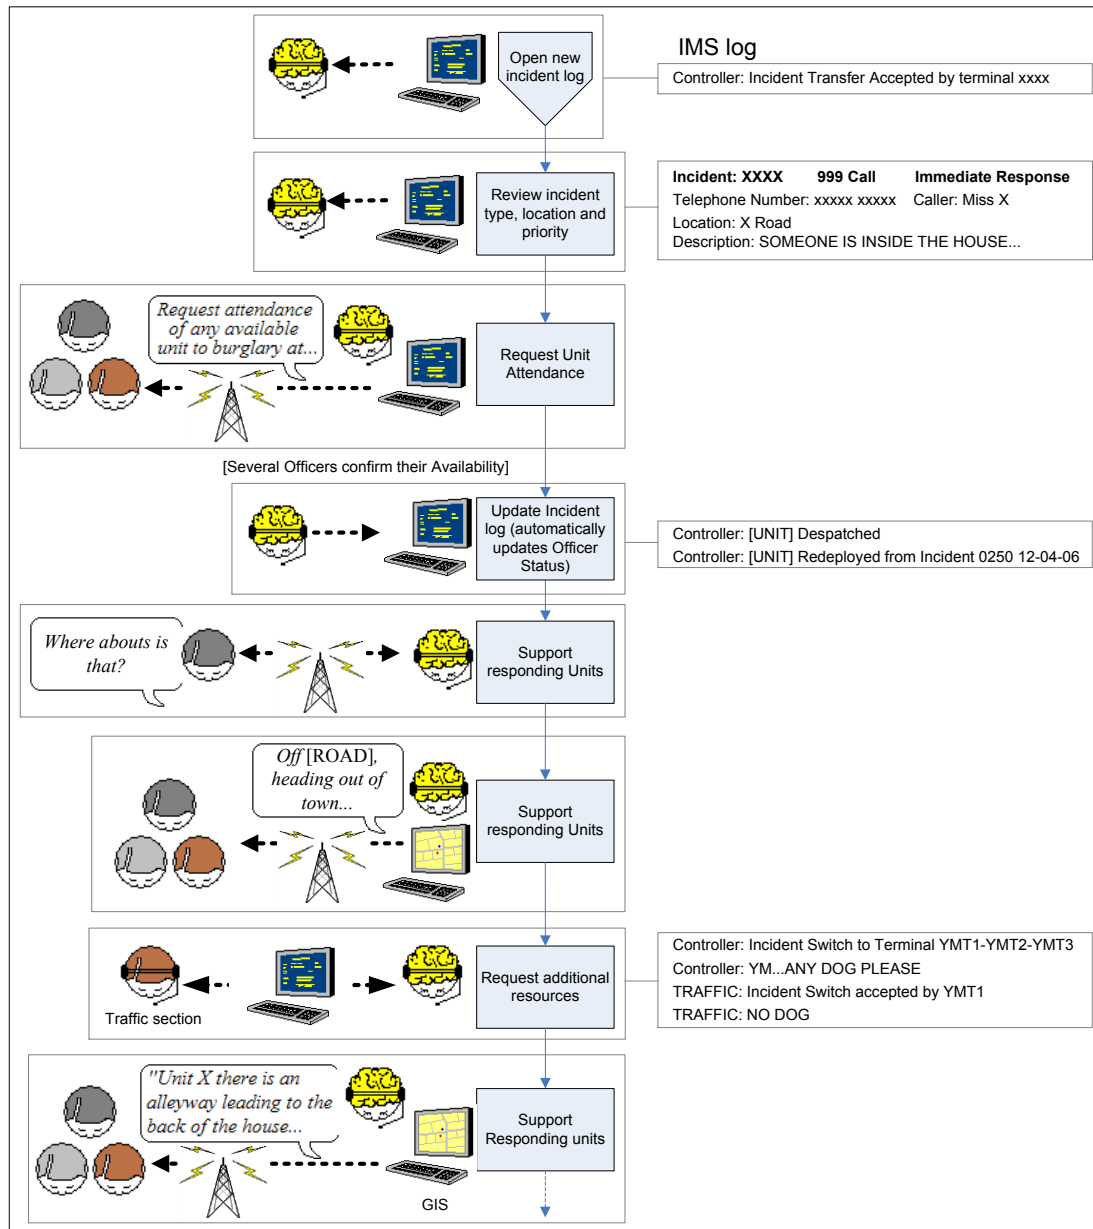 IMS log
Open new
incident log
Controller: Incident Transfer Accepted by terminal xxxx
Review incident
type, location and
priority
Incident: XXXX 999 Call Immediate Response
Telephone Number: xxxxx xxxxx Caller: Miss X
Location: X Road
Description: SOMEONE IS INSIDE THE HOUSE...
Request attendance
of any available
unit to burglary at...
Request Unit
Attendance
[Several Officers confirm their Availability]
Update Incident
log (automatically
updates Officer
Status)
Controller: [UNIT] Despatched
Controller: [UNIT] Redeployed from Incident 0250 12-04-06
Where abouts is
that?
Support
responding Units
Off [ROAD],
heading out of
town...
Support
responding Units
Traffic section
Request additional
resources
Controller: Incident Switch to Terminal YMT1-YMT2-YMT3
Controller: YM...ANY DOG PLEASE
TRAFFIC: Incident Switch accepted by YMT1
TRAFFIC: NO DOG
"Unit X there is an
alleyway leading to the
back of the house...
Support
Responding units
GIS